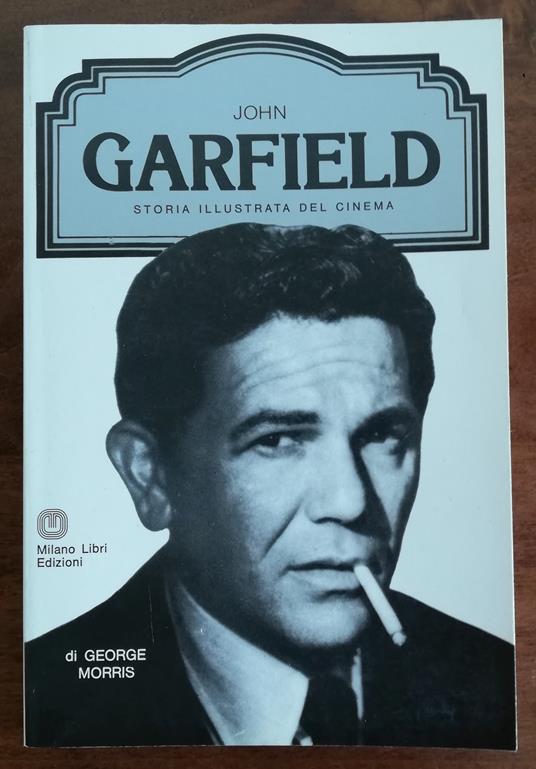 JOHN
GARFIELD
STORIA ILLUSTRATA DEL CINEMA
Milano Libri
Edizioni
di GEORGE
MORRIS